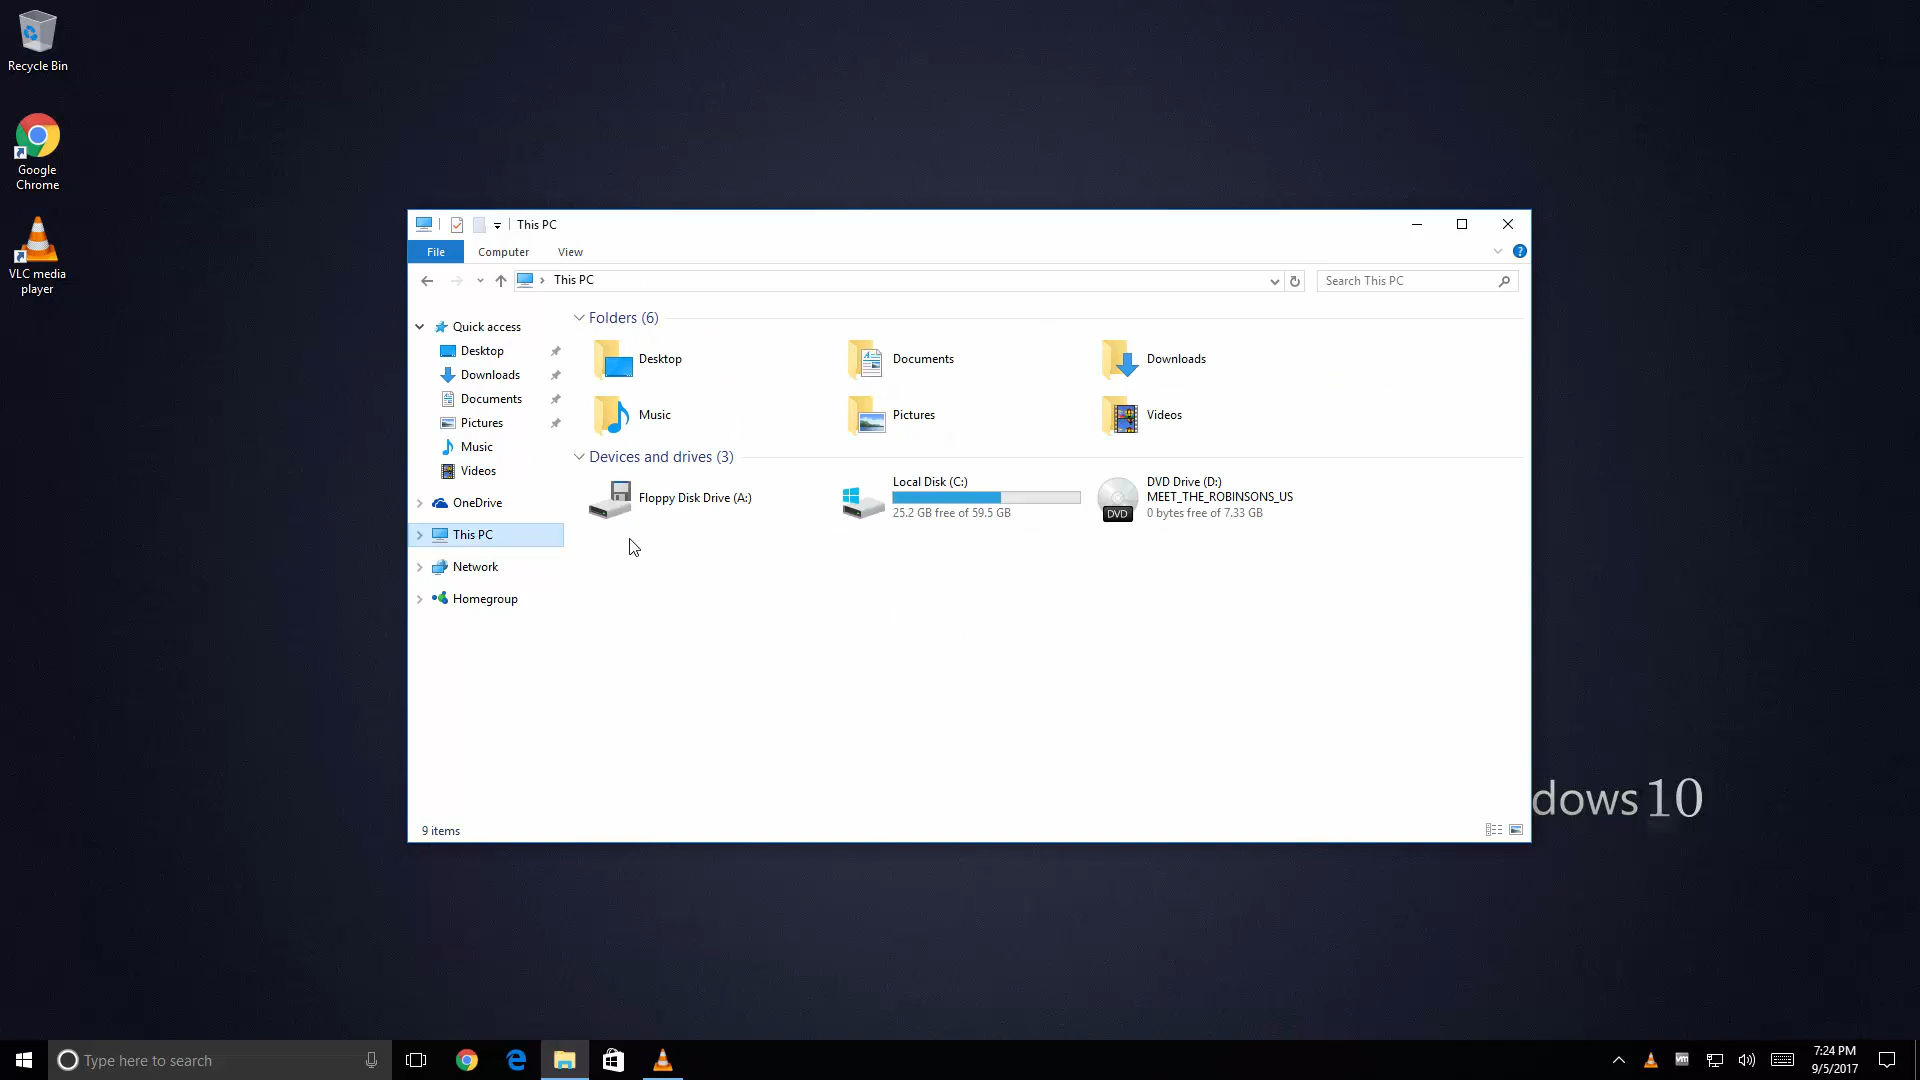 Recycle Bin
Google
Chrome
VLC media
player
This PC
File
Computer
View
This PC
Search This PC
Quick access
Desktop
Downloads
Documents
Pictures
Music
Videos
OneDrive
This PC
Network
Homegroup
Folders (6)
Desktop
Documents
Downloads
Music
Pictures
Videos
Devices and drives (3)
Floppy Disk Drive (A:)
Local Disk (C:)
25.2 GB free of 59.5 GB
DVD
DVD Drive (D:)
MEET_THE_ROBINSONS_US
0 bytes free of 7.33 GB
9 items
dows 10
Type here to search
vm
7:24 PM
9/5/2017